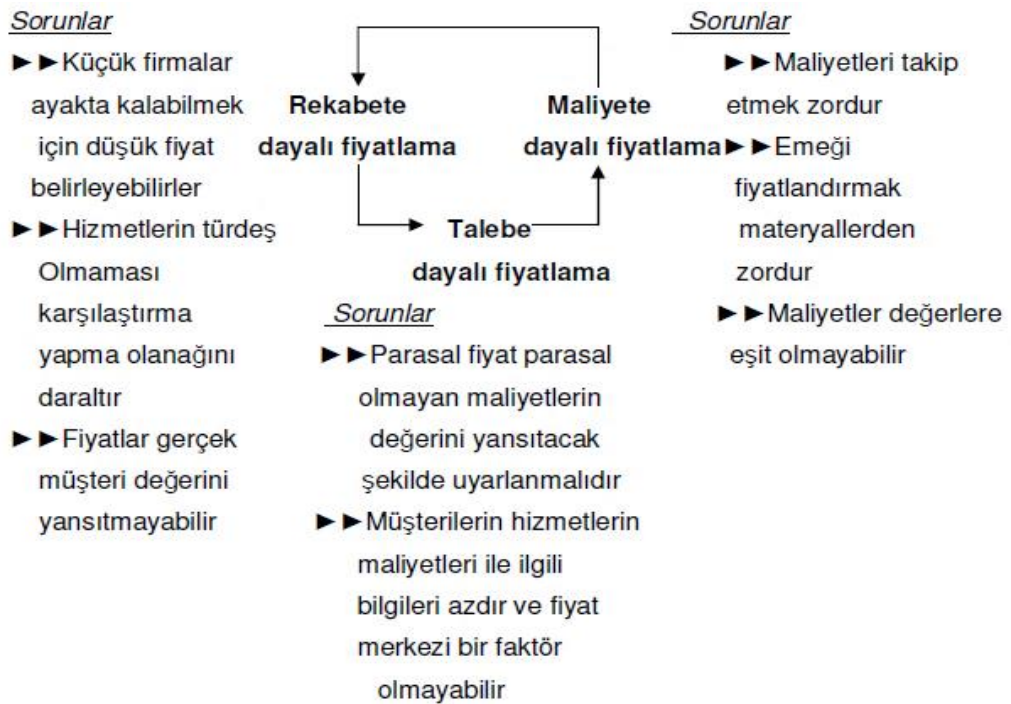 Sorunlar
►►Küçük firmalar
ayakta kalabilmek
için düşük fiyat
belirleyebilirler
►►Hizmetlerin türdeş
Olmaması
karşılaştırma
yapma olanağını
daraltır
►►Fiyatlar gerçek
müşteri değerini
yansıtmayabilir
Rekabete
dayalı fiyatlama
Maliyete
dayalı fiyatlama
Talebe
dayalı fiyatlama
Sorunlar
►►Parasal fiyat parasal
olmayan maliyetlerin
değerini yansıtacak
şekilde uyarlanmalıdır
►►Müşterilerin hizmetlerin
maliyetleri ile ilgili
bilgileri azdır ve fiyat
merkezi bir faktör
olmayabilir
Sorunlar
►►Maliyetleri takip
etmek zordur
►►Emeği
fiyatlandırmak
materyallerden
zordur
►►Maliyetler değerlere
eşit olmayabilir